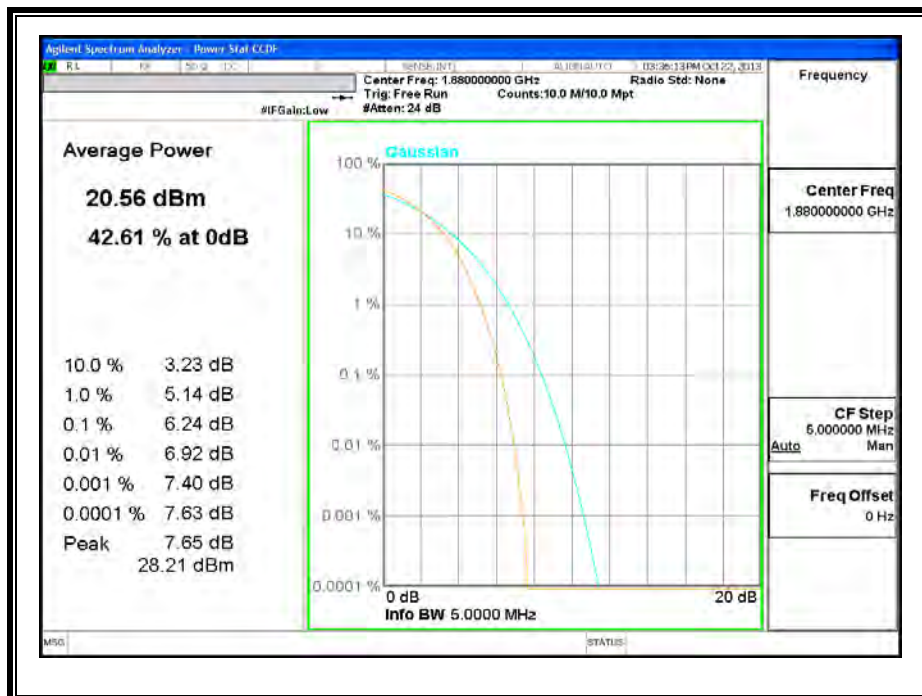 Agilent Spectrum Analyzer - Power Stat CCDF
RL RF 50 Ω DC SENSE:INT ALIGNAUTO 03:36:13 PM Oct 22, 2013
Center Freq: 1.880000000 GHz Radio Std: None
Trig: Free Run Counts:10.0 M/10.0 Mpt
#IFGain:Low #Atten: 24 dB
Frequency
Average Power
20.56 dBm
42.61 % at 0dB
10.0 % 3.23 dB
1.0 % 5.14 dB
0.1 % 6.24 dB
0.01 % 6.92 dB
0.001 % 7.40 dB
0.0001 % 7.63 dB
Peak 7.65 dB
28.21 dBm
Gaussian
100 %
10 %
1 %
0.1 %
0.01 %
0.001 %
0.0001 %
0 dB 20 dB
Info BW 5.0000 MHz
Center Freq
1.880000000 GHz
CF Step
5.000000 MHz
Auto Man
Freq Offset
0 Hz
MSG STATUS